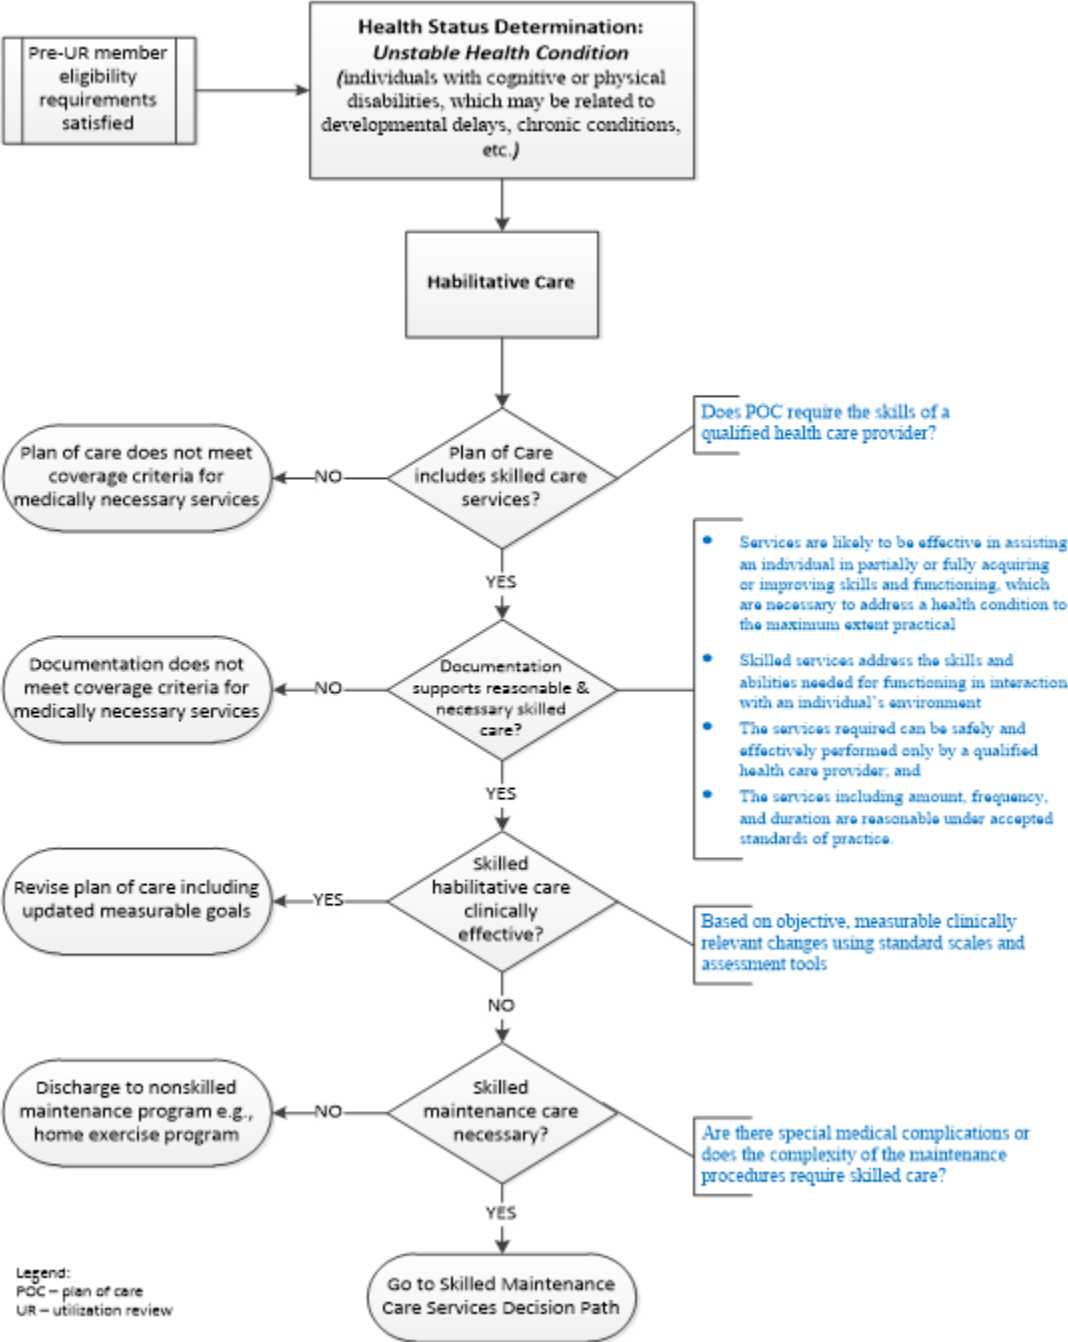 Health Status Determination:
Unstable Health Condition
(individuals with cognitive or physical
disabilities, which may be related to
developmental delays, chronic conditions,
etc.)
Pre-UR member
eligibility
requirements
satisfied
Habilitative Care
Plan of Care
includes skilled care
services?
Does POC require the skills of a
qualified health care provider?
NO
Plan of care does not meet
coverage criteria for
medically necessary services
YES
Documentation
supports reasonable &
necessary skilled
care?
• Services are likely to be effective in assisting
an individual in partially or fully acquiring
or improving skills and functioning, which
are necessary to address a health condition to
the maximum extent practical
• Skilled services address the skills and
abilities needed for functioning in interaction
with an individual's environment
• The services required can be safely and
effectively performed only by a qualified
health care provider; and
• The services including amount, frequency,
and duration are reasonable under accepted
standards of practice.
NO
Documentation does not
meet coverage criteria for
medically necessary services
YES
Skilled
habilitative care
clinically
effective?
Based on objective, measurable clinically
relevant changes using standard scales and
assessment tools
YES
Revise plan of care including
updated measurable goals
NO
Skilled
maintenance care
necessary?
Are there special medical complications or
does the complexity of the maintenance
procedures require skilled care?
NO
Discharge to nonskilled
maintenance program e.g.,
home exercise program
YES
Go to Skilled Maintenance
Care Services Decision Path
Legend:
POC – plan of care
UR – utilization review